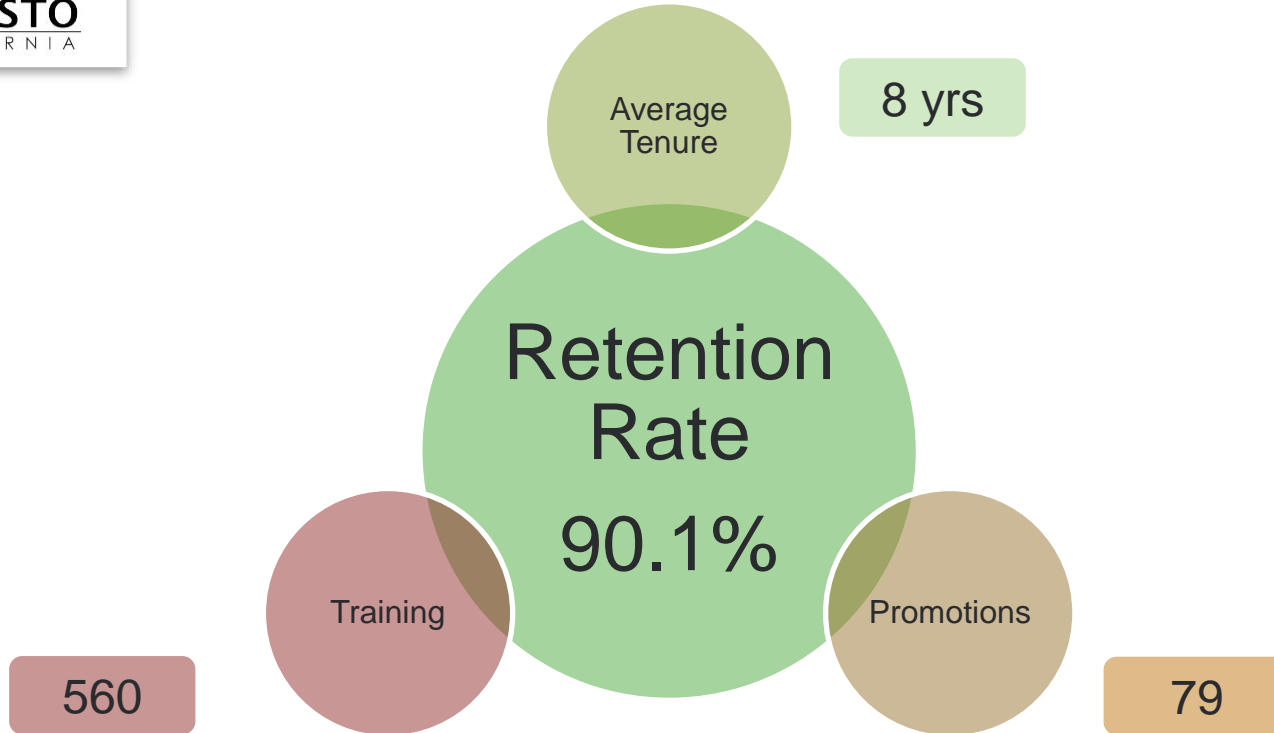 STO
RNIA
Average
Tenure
8 yrs
Retention
Rate
90.1%
Training
Promotions
560
79